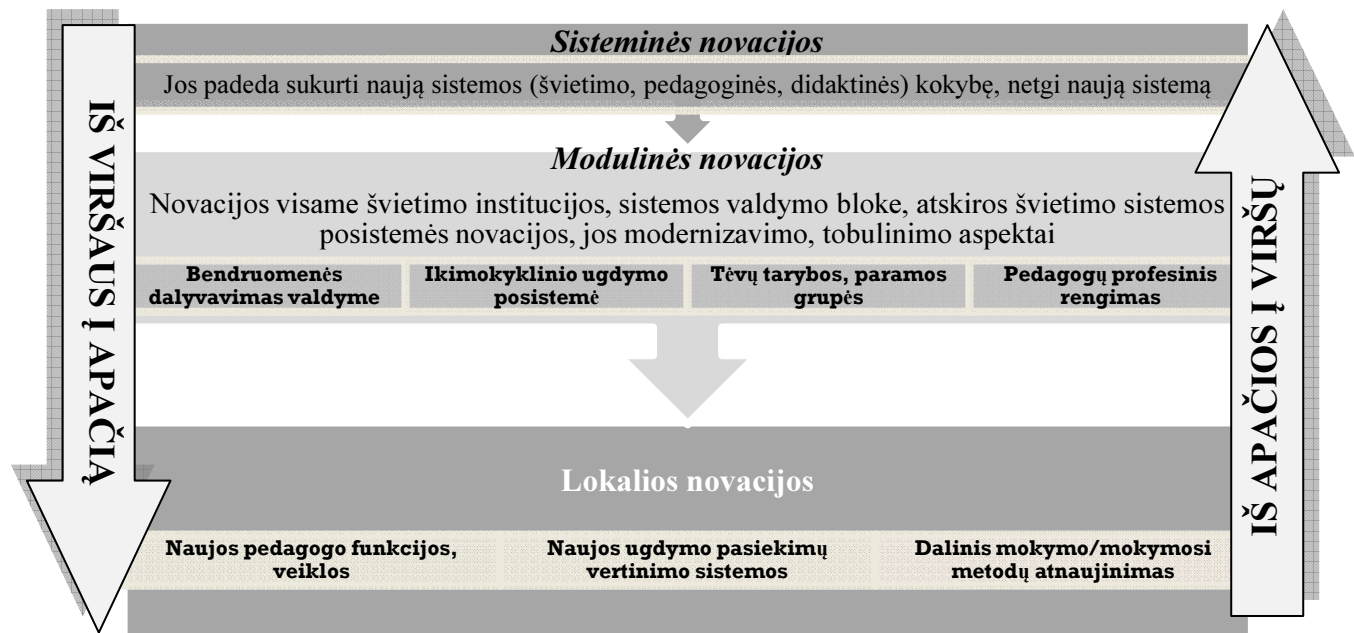 Sisteminės novacijos
Jos padeda sukurti naują sistemos (švietimo, pedagoginės, didaktinės) kokybę, netgi naują sistemą
Modulinės novacijos
Novacijos visame švietimo institucijos, sistemos valdymo bloke, atskiros švietimo sistemos
posistemės novacijos, jos modernizavimo, tobulinimo aspektai
Bendruomenės
dalyvavimas valdyme
Ikimokyklinio ugdymo
posistemė
Tėvų tarybos, paramos
grupės
Pedagogų profesinis
rengimas
Lokalios novacijos
Naujos pedagogo funkcijos,
veiklos
Naujos ugdymo pasiekimų
vertinimo sistemos
Dalinis mokymo/mokymosi
metodų atnaujinimas
IŠ VIRŠAUS Į APAČIĄ
IŠ APAČIOS Į VIRŠŲ